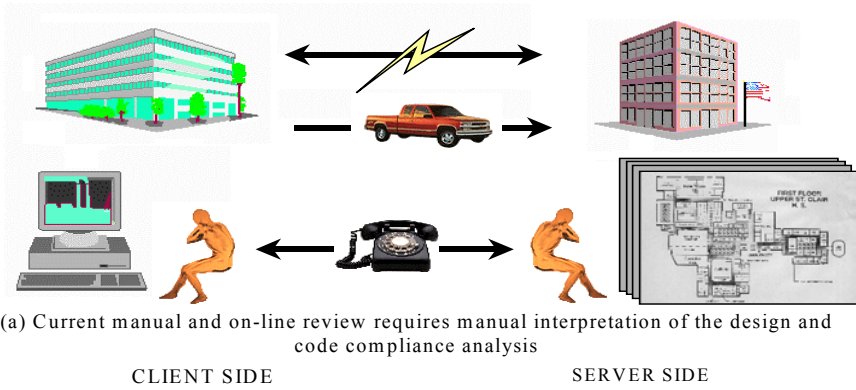 FIRST FLOOR
UPPER ST. CLAIR
H. S.
(a) Current manual and on-line review requires manual interpretation of the design and
code compliance analysis
CLIENT SIDE
SERVER SIDE